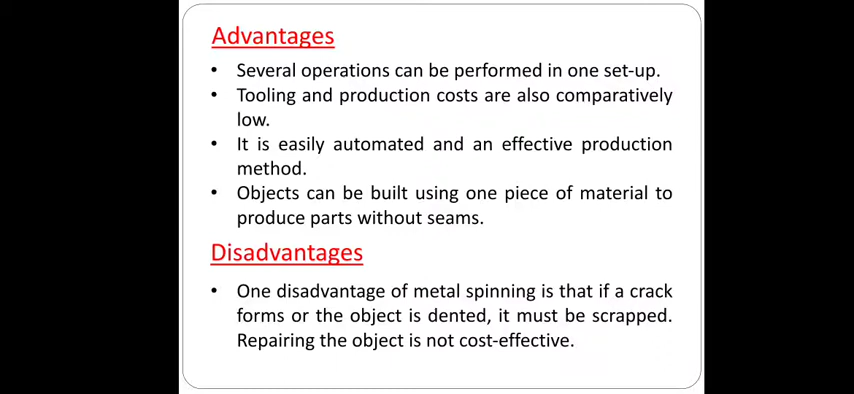 Advantages
• Several operations can be performed in one set-up.
• Tooling and production costs are also comparatively
low.
• It is easily automated and an effective production
method.
• Objects can be built using one piece of material to
produce parts without seams.
Disadvantages
• One disadvantage of metal spinning is that if a crack
forms or the object is dented, it must be scrapped.
Repairing the object is not cost-effective.